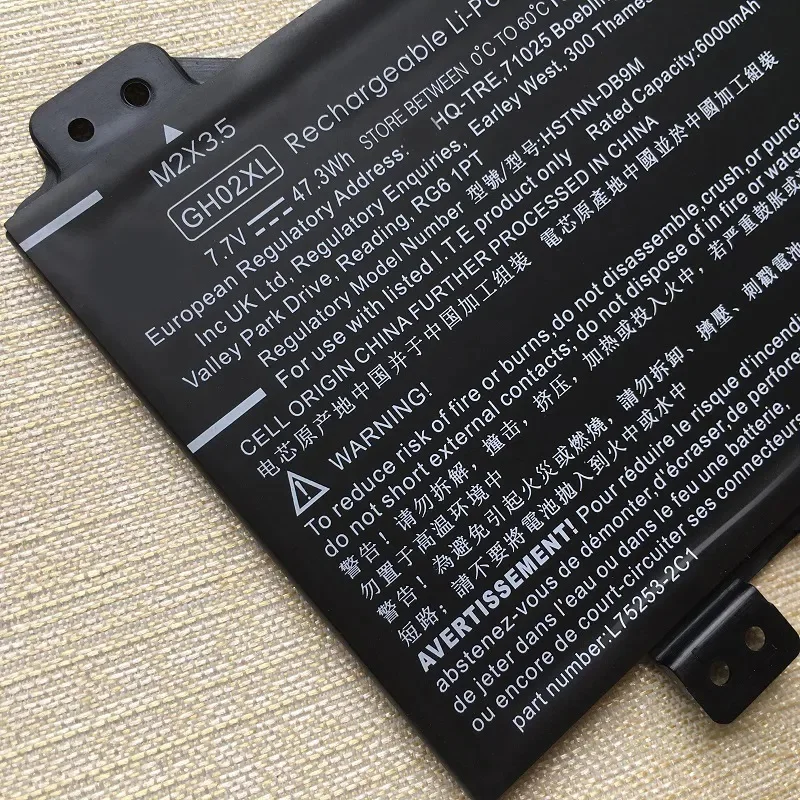 M2X3.5
GH02XL Rechargeable Li-Po
7.7V 47.3Wh STORE BETWEEN 0°C TO 60°C
European Regulatory Address: HQ-TRE,71025 Boebling
Inc UK Ltd, Regulatory Enquiries, Earley West, 300 Thames
Valley Park Drive, Reading, RG6 1PT
Regulatory Model Number 型號/型号: HSTNN-DB9M Rated Capacity:6000mAh
For use with listed I.T.E product only
CELL ORIGIN CHINA FURTHER PROCESSED IN CHINA
电芯原产地中国并于中国加工组装 電芯原產地中國並於中國加工組裝
WARNING!
To reduce risk of fire or burns,do not disassemble,crush,or punct
do not short external contacts; do not dispose of in fire or water
警告! 请勿拆解, 撞击, 挤压, 加热或投入火中, 若严重鼓胀
勿置于高温环境中
警告! 為避免引起火災或燃燒, 請勿拆卸、擠壓、刺戳電池
短路; 請不要將電池拋入到火中或水中
AVERTISSEMENT! Pour réduire le risque d'incendi
abstenez-vous de démonter,d'écraser,de perfore
de jeter dans l'eau ou dans le feu une batterie.
ou encore de court-circuiter ses connecteurs
part number:L75253-2C1